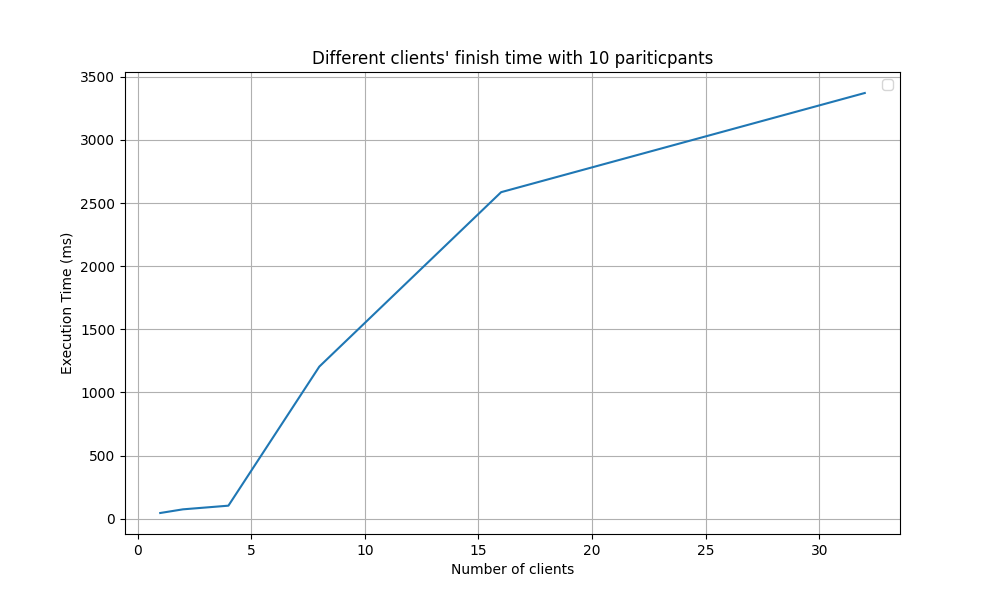 Different clients' finish time with 10 pariticpants
3500
3000
2500
2000
1500
1000
500
0
Execution Time (ms)
0 5 10 15 20 25 30
Number of clients